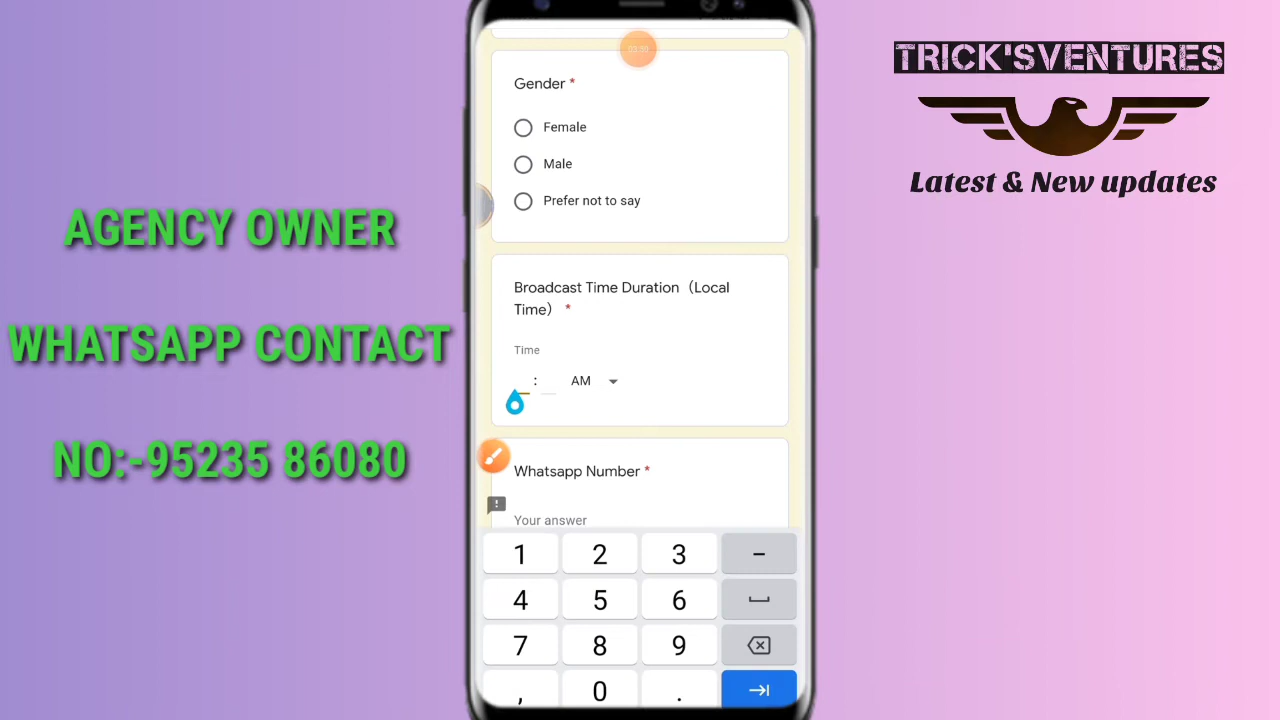 AGENCY OWNER
WHATSAPP CONTACT
NO:-95235 86080
Gender *
Female
Male
Prefer not to say
Broadcast Time Duration（Local
Time） *
Time
: AM
Whatsapp Number *
Your answer
1 2 3 –
4 5 6
7 8 9
, 0 .
TRICK'SVENTURES
Latest & New updates